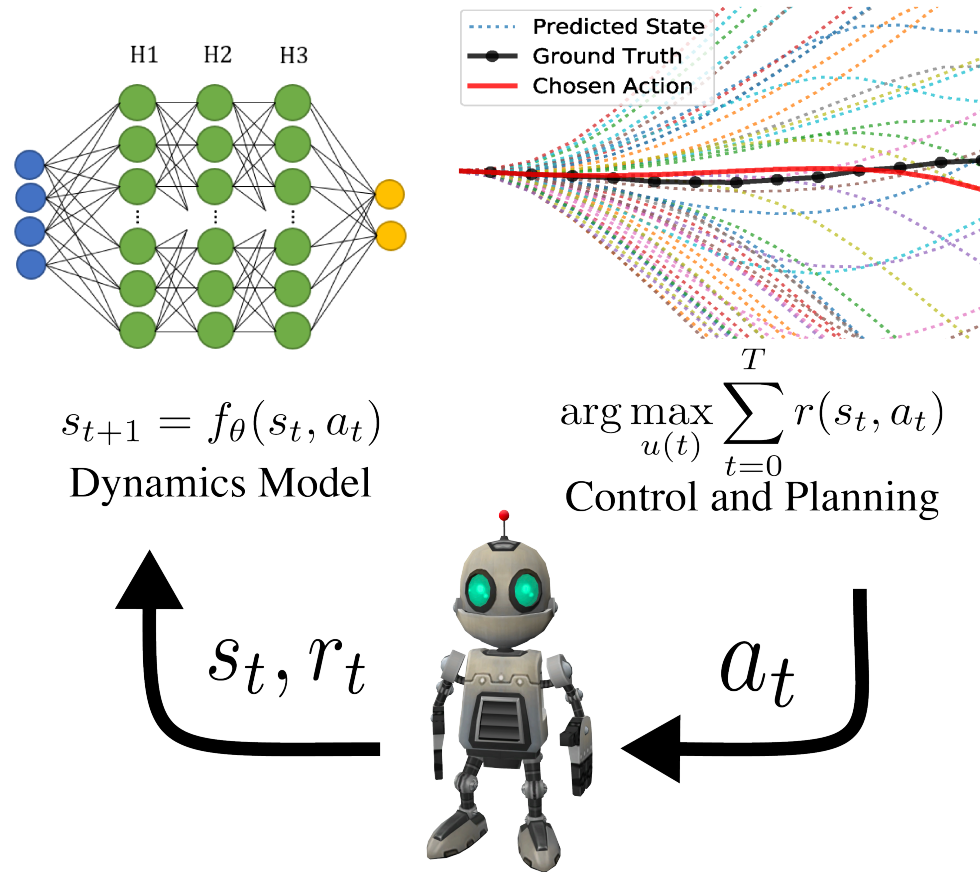 H1 H2 H3
Predicted State
Ground Truth
Chosen Action
s_{t+1} = f_θ(s_t, a_t)
Dynamics Model
arg max_{u(t)} ∑_{t=0}^{T} r(s_t, a_t)
Control and Planning
s_t, r_t
a_t